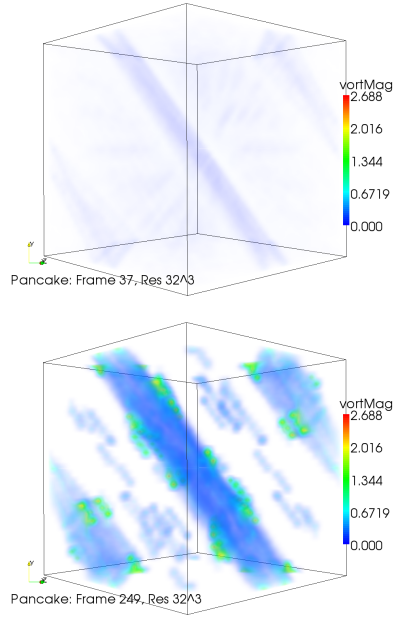 vortMag
2.688
2.016
1.344
0.6719
0.000
Y
Pancake: Frame 37, Res 32^3
vortMag
2.688
2.016
1.344
0.6719
0.000
Y
Pancake: Frame 249, Res 32^3